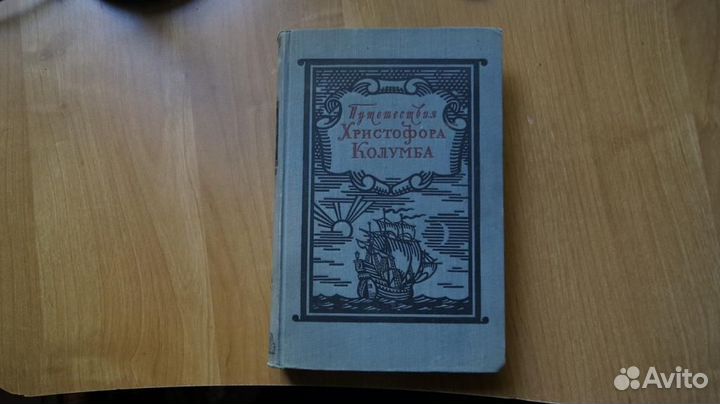 Путешествия
Христофора
Колумба
Avito